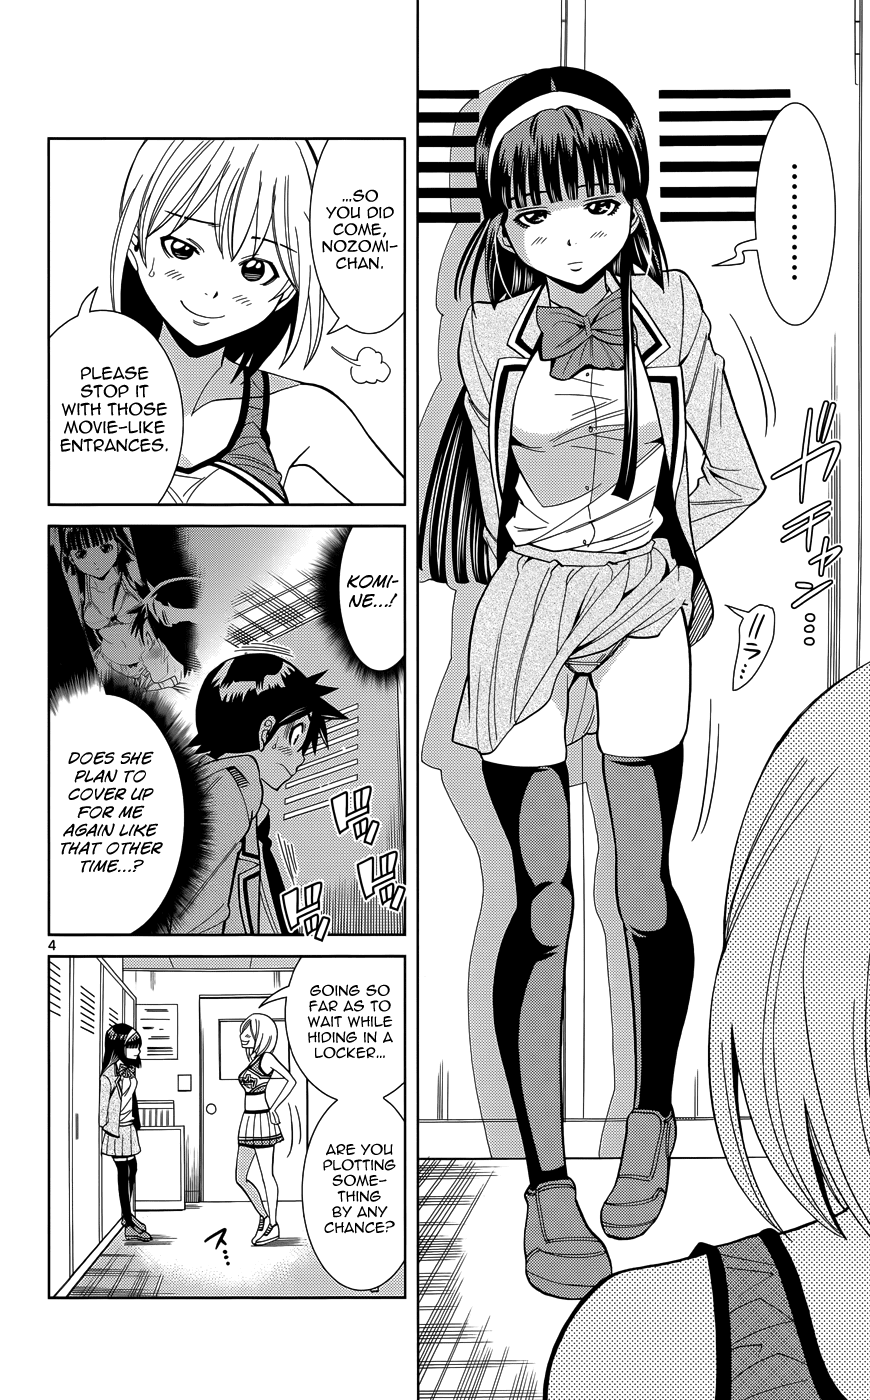 .........
ガチャン...
ニラ...
...SO
YOU DID
COME,
NOZOMI-
CHAN.
PLEASE
STOP IT
WITH THOSE
MOVIE-LIKE
ENTRANCES.
KOMI-
NE...!
DOES SHE
PLAN TO
COVER UP
FOR ME
AGAIN LIKE
THAT OTHER
TIME...?
ドッ
ドッ
ドッ
ドッ
4
GOING SO
FAR AS TO
WAIT WHILE
HIDING IN A
LOCKER...
ARE YOU
PLOTTING
SOME-
THING
BY ANY
CHANCE?
ス...